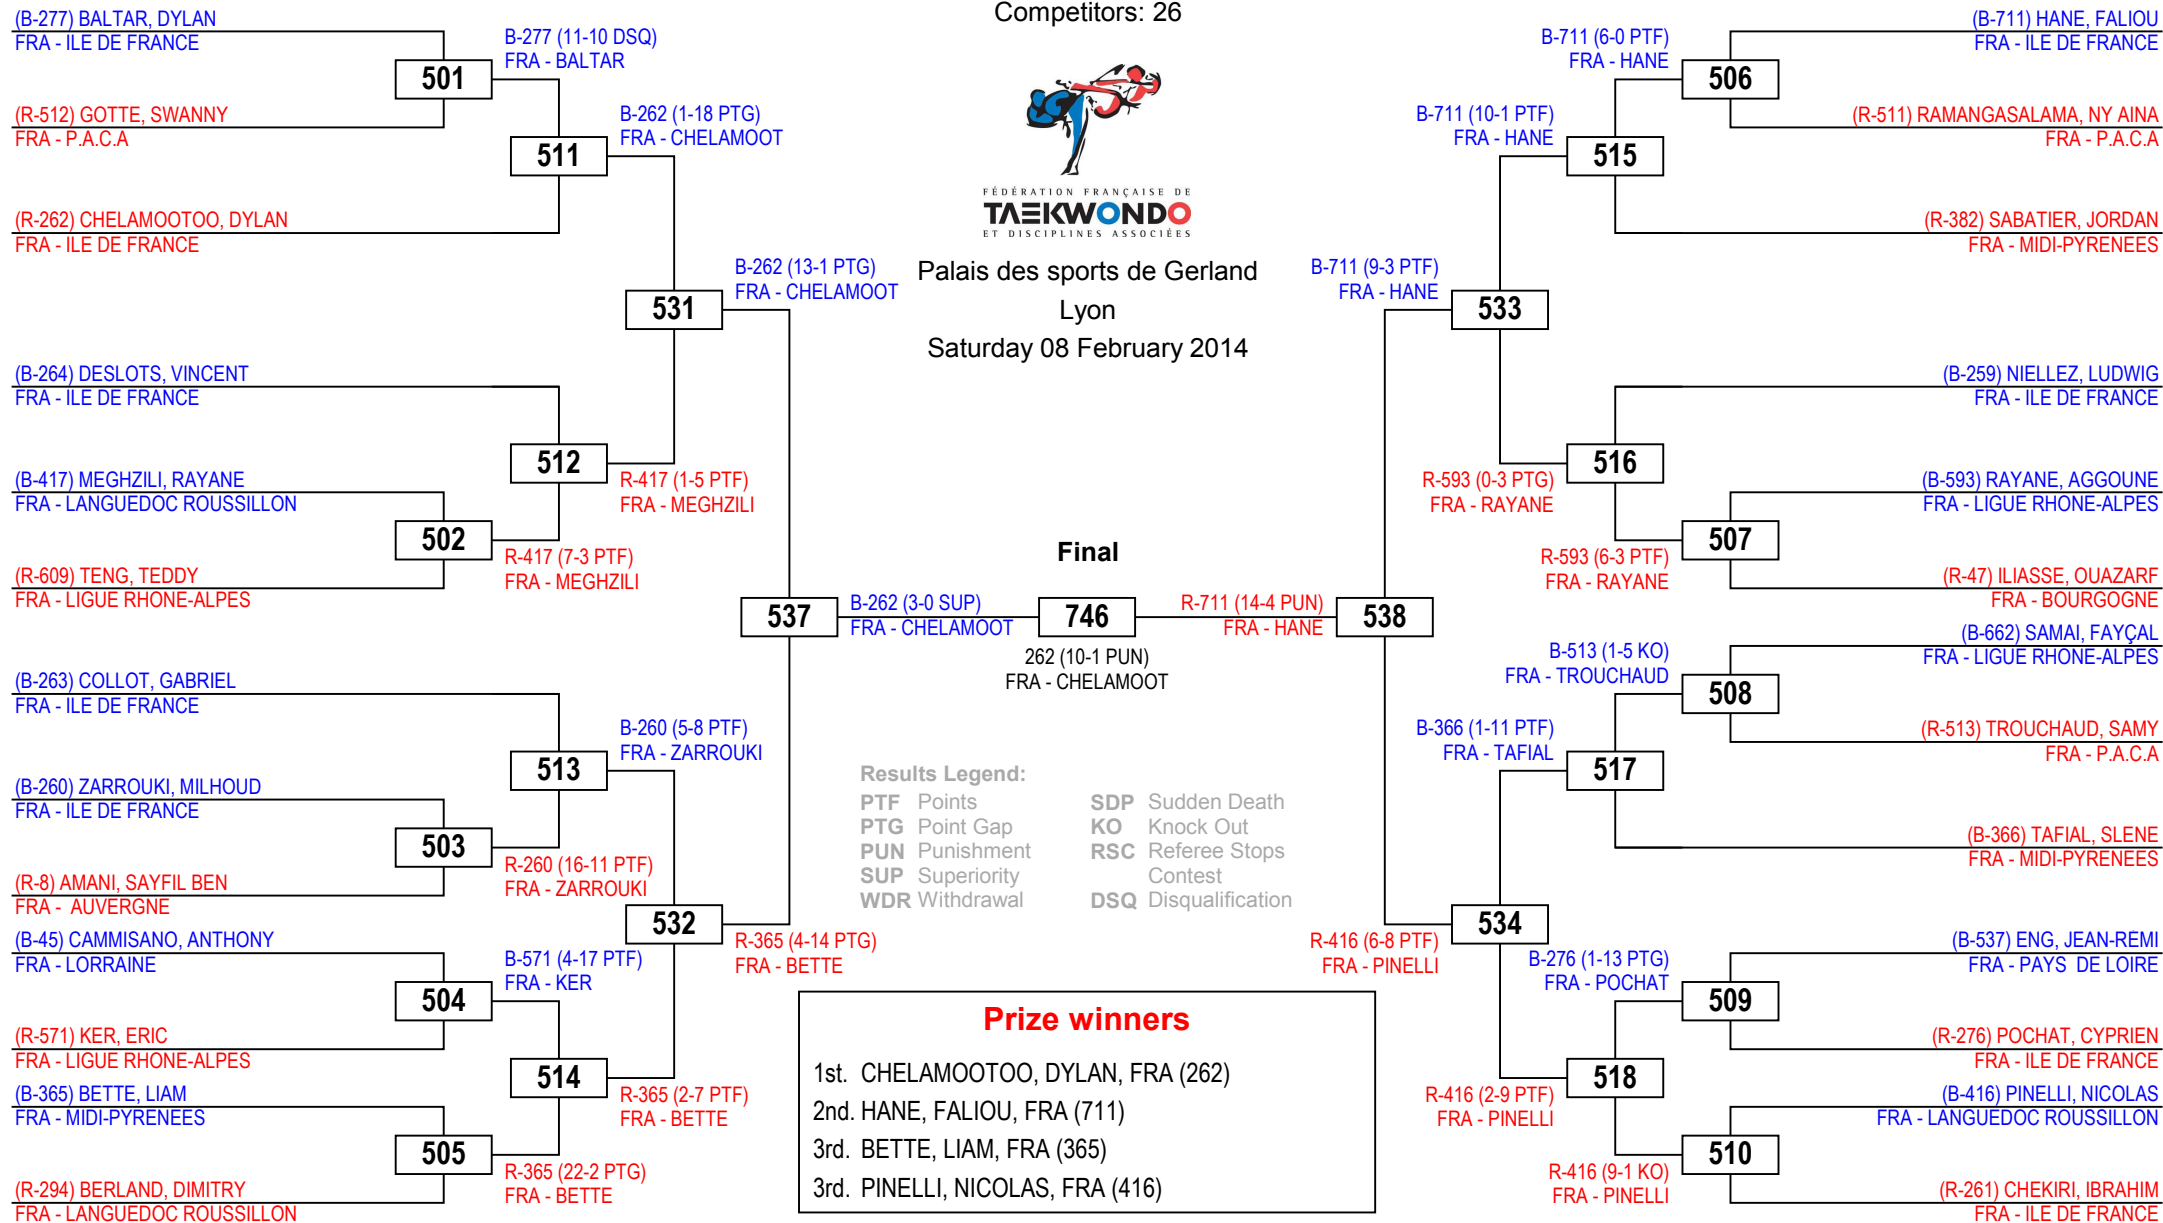 Competitors: 26
FÉDÉRATION FRANÇAISE DE
TAEKWONDO
ET DISCIPLINES ASSOCIÉES
Palais des sports de Gerland
Lyon
Saturday 08 February 2014
(B-277) BALTAR, DYLAN
FRA - ILE DE FRANCE
501
(R-512) GOTTE, SWANNY
FRA - P.A.C.A
B-277 (11-10 DSQ)
FRA - BALTAR
511
(R-262) CHELAMOOTOO, DYLAN
FRA - ILE DE FRANCE
B-262 (1-18 PTG)
FRA - CHELAMOOT
531
B-262 (13-1 PTG)
FRA - CHELAMOOT
(B-264) DESLOTS, VINCENT
FRA - ILE DE FRANCE
512
R-417 (1-5 PTF)
FRA - MEGHZILI
(B-417) MEGHZILI, RAYANE
FRA - LANGUEDOC ROUSSILLON
502
R-417 (7-3 PTF)
FRA - MEGHZILI
(R-609) TENG, TEDDY
FRA - LIGUE RHONE-ALPES
537
B-262 (3-0 SUP)
FRA - CHELAMOOT
(B-263) COLLOT, GABRIEL
FRA - ILE DE FRANCE
513
B-260 (5-8 PTF)
FRA - ZARROUKI
(B-260) ZARROUKI, MILHOUD
FRA - ILE DE FRANCE
503
R-260 (16-11 PTF)
FRA - ZARROUKI
(R-8) AMANI, SAYFIL BEN
FRA - AUVERGNE
532
R-365 (4-14 PTG)
FRA - BETTE
(B-45) CAMMISANO, ANTHONY
FRA - LORRAINE
504
B-571 (4-17 PTF)
FRA - KER
(R-571) KER, ERIC
FRA - LIGUE RHONE-ALPES
514
R-365 (2-7 PTF)
FRA - BETTE
(B-365) BETTE, LIAM
FRA - MIDI-PYRENEES
505
R-365 (22-2 PTG)
FRA - BETTE
(R-294) BERLAND, DIMITRY
FRA - LANGUEDOC ROUSSILLON
Final
746
262 (10-1 PUN)
FRA - CHELAMOOT
R-711 (14-4 PUN)
FRA - HANE
538
(B-711) HANE, FALIOU
FRA - ILE DE FRANCE
B-711 (6-0 PTF)
FRA - HANE
506
(R-511) RAMANGASALAMA, NY AINA
FRA - P.A.C.A
B-711 (10-1 PTF)
FRA - HANE
515
(R-382) SABATIER, JORDAN
FRA - MIDI-PYRENEES
B-711 (9-3 PTF)
FRA - HANE
533
(B-259) NIELLEZ, LUDWIG
FRA - ILE DE FRANCE
516
R-593 (0-3 PTG)
FRA - RAYANE
(B-593) RAYANE, AGGOUNE
FRA - LIGUE RHONE-ALPES
507
R-593 (6-3 PTF)
FRA - RAYANE
(R-47) ILIASSE, OUAZARF
FRA - BOURGOGNE
(B-662) SAMAI, FAYÇAL
FRA - LIGUE RHONE-ALPES
B-513 (1-5 KO)
FRA - TROUCHAUD
508
(R-513) TROUCHAUD, SAMY
FRA - P.A.C.A
B-366 (1-11 PTF)
FRA - TAFIAL
517
(B-366) TAFIAL, SLENE
FRA - MIDI-PYRENEES
534
R-416 (6-8 PTF)
FRA - PINELLI
(B-537) ENG, JEAN-RÉMI
FRA - PAYS DE LOIRE
B-276 (1-13 PTG)
FRA - POCHAT
509
(R-276) POCHAT, CYPRIEN
FRA - ILE DE FRANCE
518
R-416 (2-9 PTF)
FRA - PINELLI
(B-416) PINELLI, NICOLAS
FRA - LANGUEDOC ROUSSILLON
510
R-416 (9-1 KO)
FRA - PINELLI
(R-261) CHEKIRI, IBRAHIM
FRA - ILE DE FRANCE
Results Legend:
PTF Points
PTG Point Gap
PUN Punishment
SUP Superiority
WDR Withdrawal
SDP Sudden Death
KO Knock Out
RSC Referee Stops
Contest
DSQ Disqualification
Prize winners
1st. CHELAMOOTOO, DYLAN, FRA (262)
2nd. HANE, FALIOU, FRA (711)
3rd. BETTE, LIAM, FRA (365)
3rd. PINELLI, NICOLAS, FRA (416)